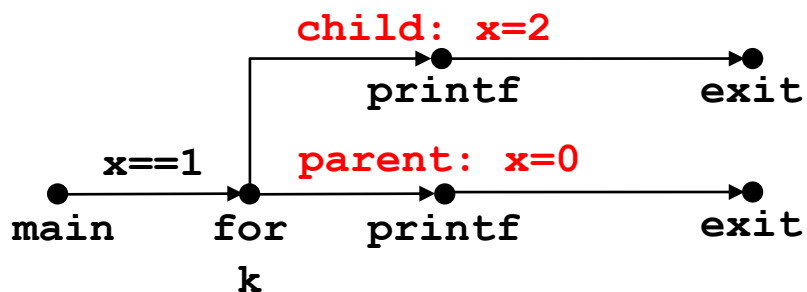 child: x=2
printf exit
x==1 parent: x=0
main for printf exit
k